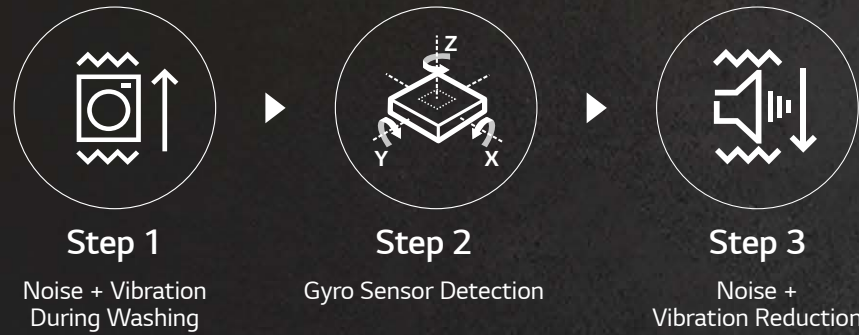 Z
Y
X
Step 1
Noise + Vibration
During Washing
Step 2
Gyro Sensor Detection
Step 3
Noise +
Vibration Reduction